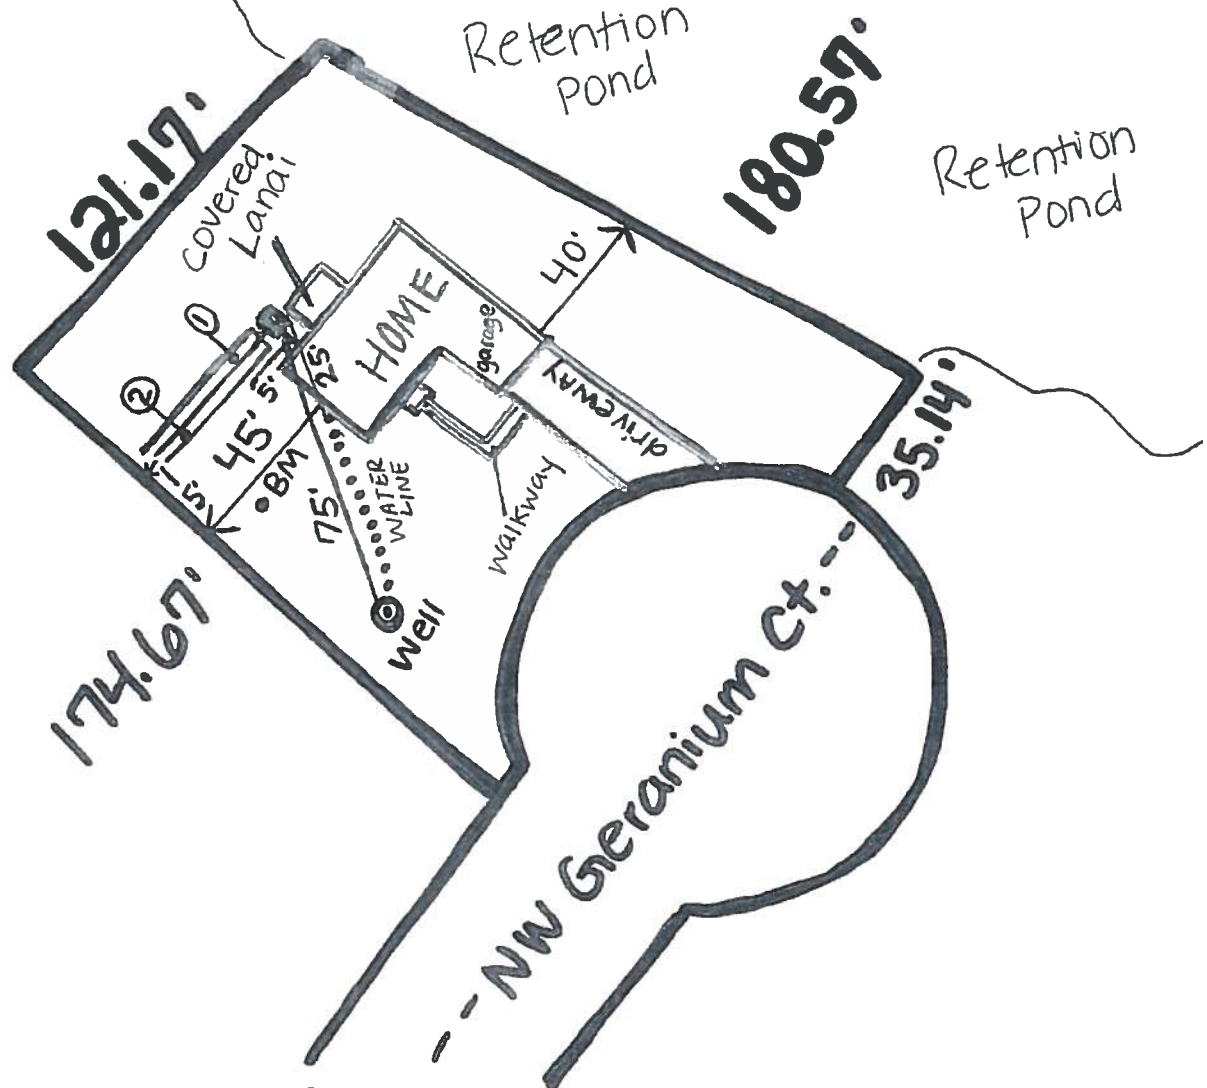 Retention
Pond
180.57'
Retention
Pond
121.17'
Covered
Lanai
40'
HOME
garage
①
25'
②
5'
45'
driveway
35.14'
BM
5'
75'
WATER
LINE
Walkway
Well
174.67'
NW Geranium Ct.